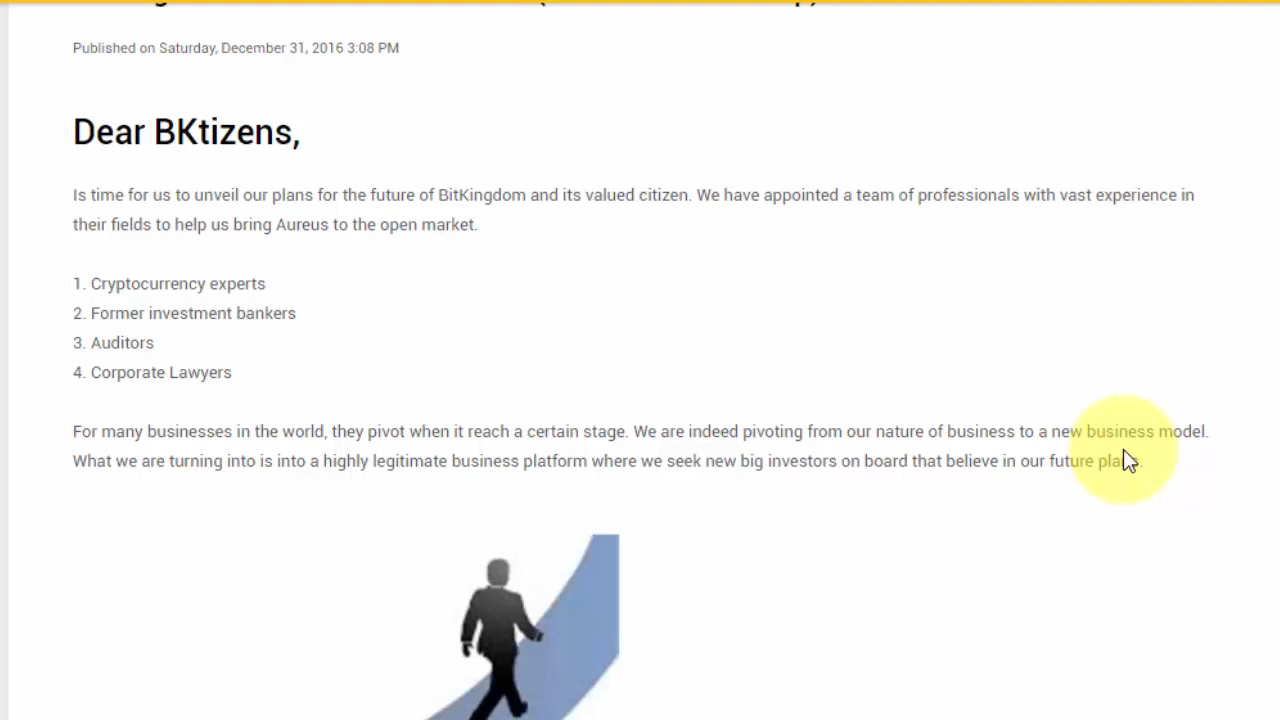 Published on Saturday, December 31, 2016 3:08 PM
Dear BKtizens,
Is time for us to unveil our plans for the future of BitKingdom and its valued citizen. We have appointed a team of professionals with vast experience in
their fields to help us bring Aureus to the open market.
1. Cryptocurrency experts
2. Former investment bankers
3. Auditors
4. Corporate Lawyers
For many businesses in the world, they pivot when it reach a certain stage. We are indeed pivoting from our nature of business to a new business model.
What we are turning into is into a highly legitimate business platform where we seek new big investors on board that believe in our future plans.